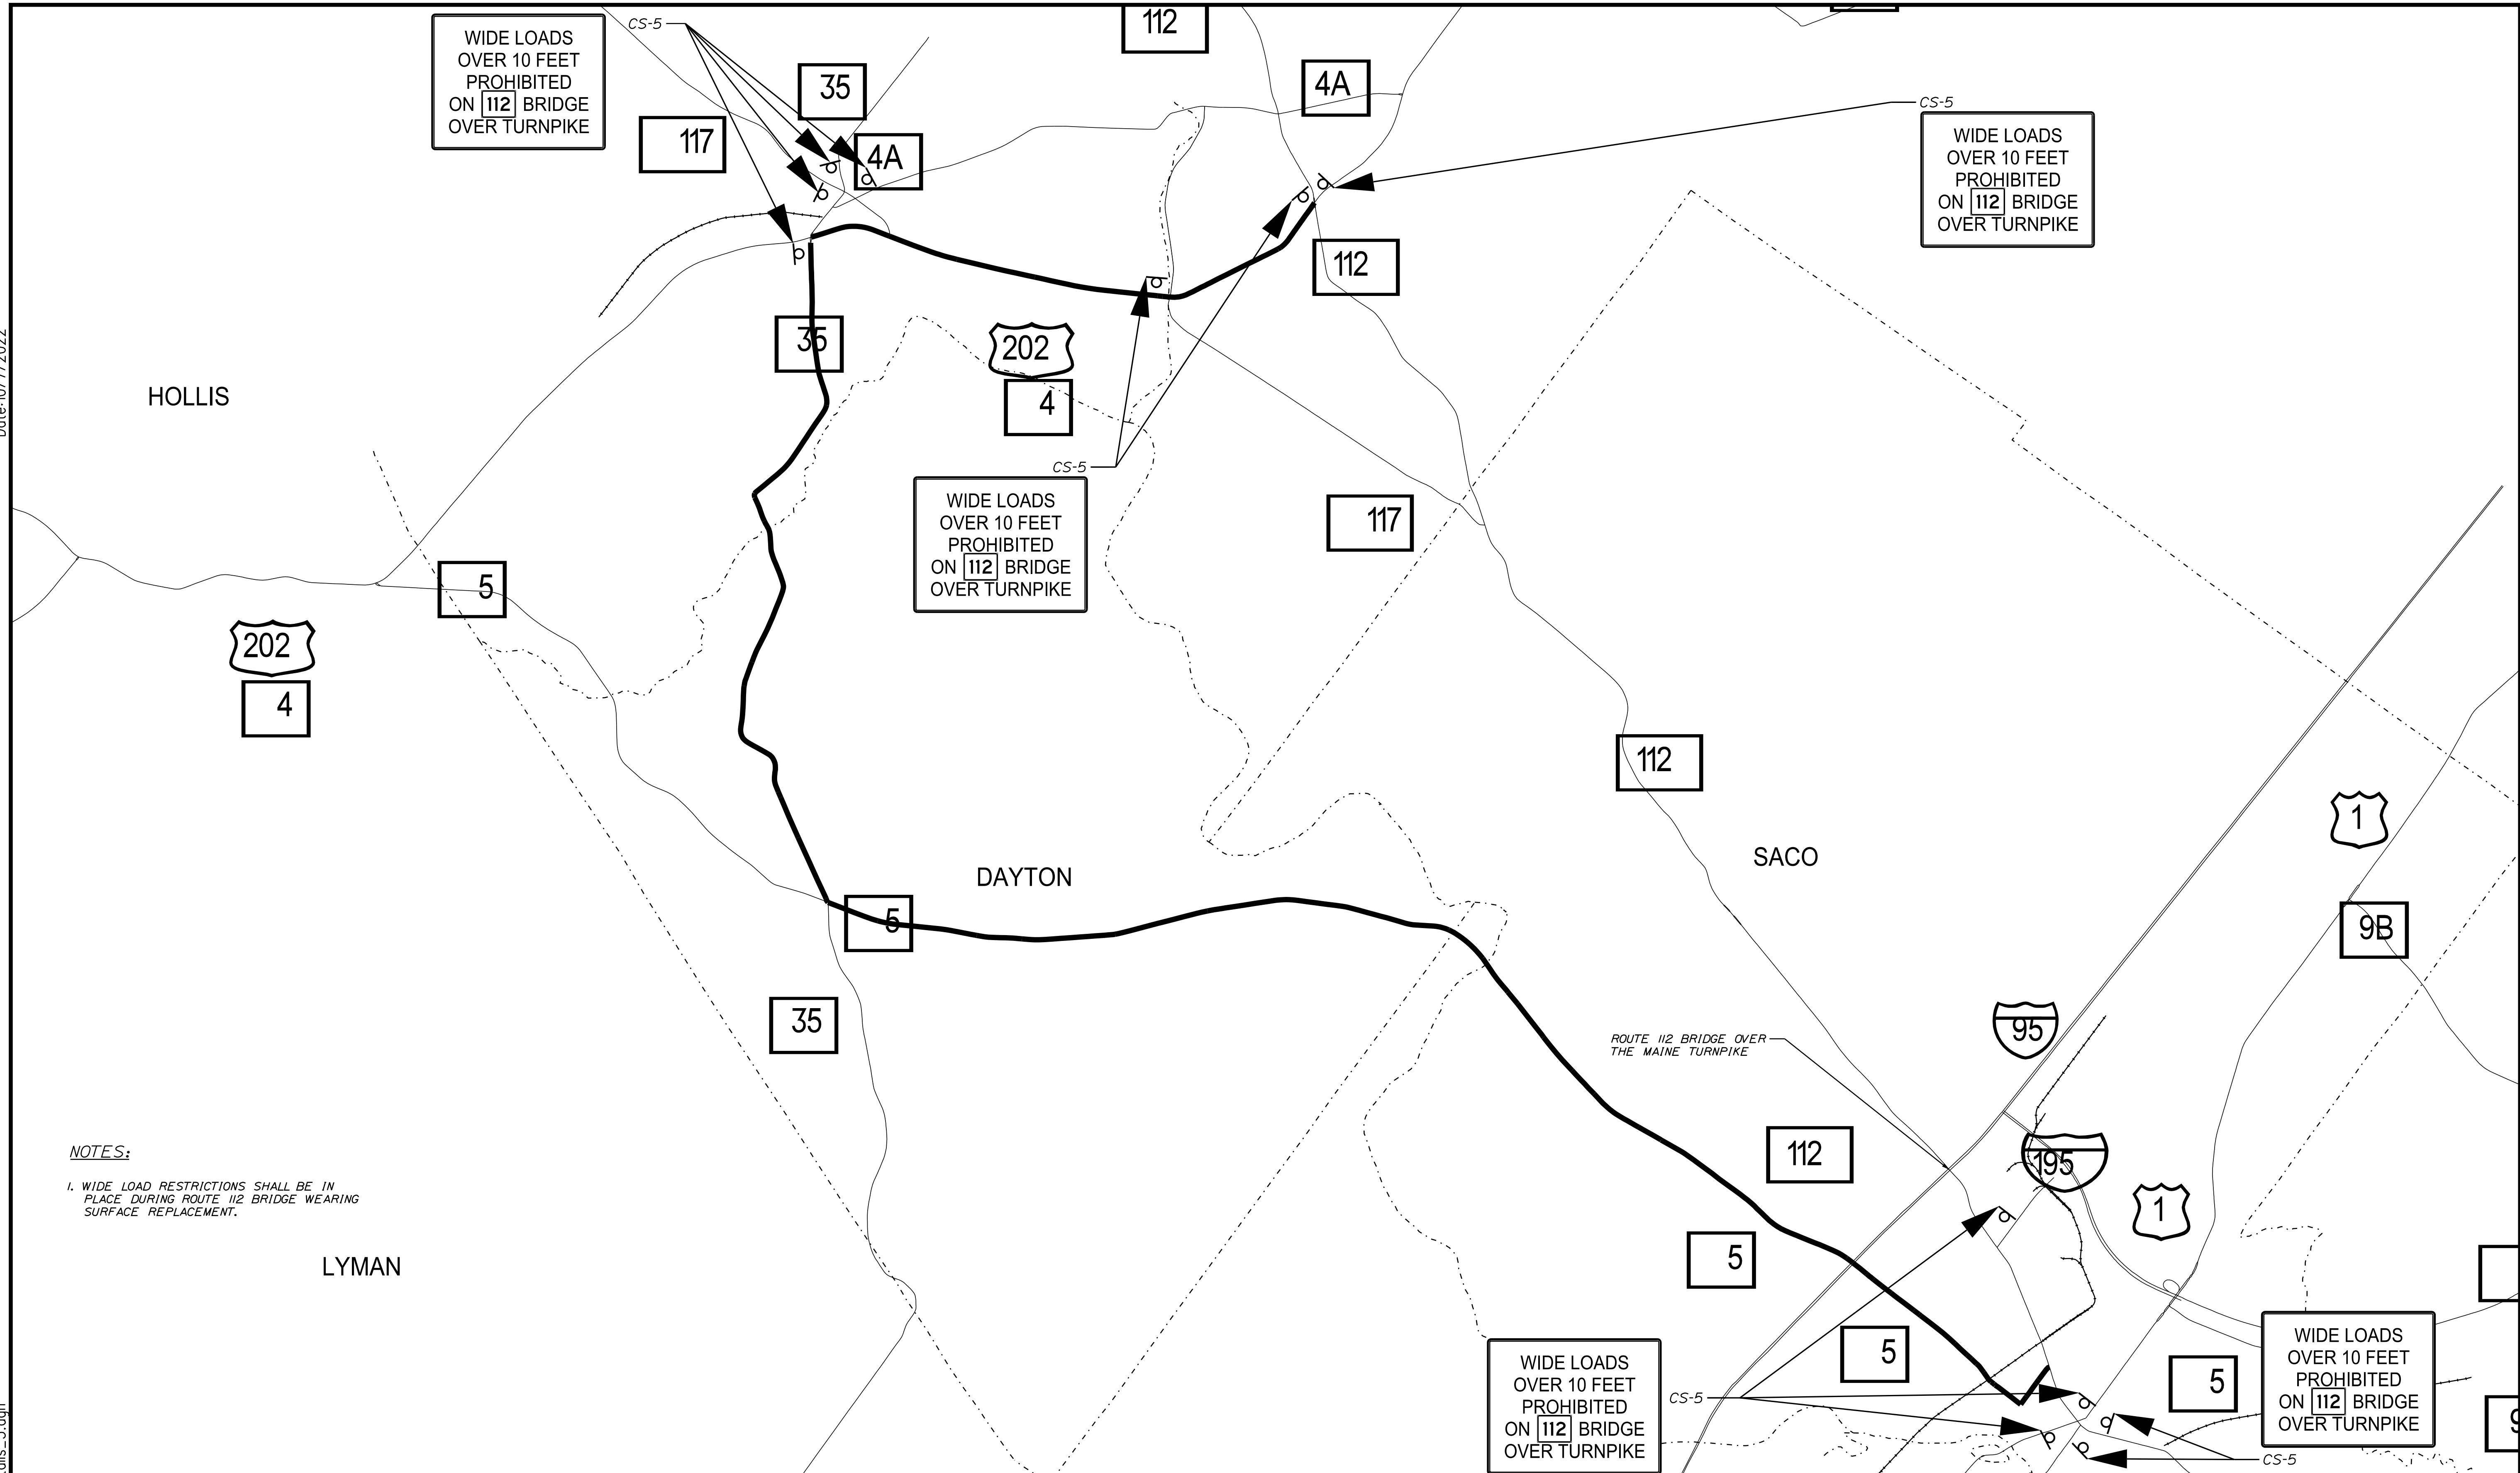 CS-5
WIDE LOADS
OVER 10 FEET
PROHIBITED
ON 112 BRIDGE
OVER TURNPIKE
112
35
4A
117
4A
CS-5
WIDE LOADS
OVER 10 FEET
PROHIBITED
ON 112 BRIDGE
OVER TURNPIKE
112
35
202
4
HOLLIS
CS-5
WIDE LOADS
OVER 10 FEET
PROHIBITED
ON 112 BRIDGE
OVER TURNPIKE
117
5
202
4
112
1
SACO
DAYTON
5
9B
35
95
ROUTE 112 BRIDGE OVER
THE MAINE TURNPIKE
112
195
1
NOTES:
1. WIDE LOAD RESTRICTIONS SHALL BE IN
PLACE DURING ROUTE 112 BRIDGE WEARING
SURFACE REPLACEMENT.
LYMAN
5
5
5
WIDE LOADS
OVER 10 FEET
PROHIBITED
ON 112 BRIDGE
OVER TURNPIKE
CS-5
WIDE LOADS
OVER 10 FEET
PROHIBITED
ON 112 BRIDGE
OVER TURNPIKE
CS-5